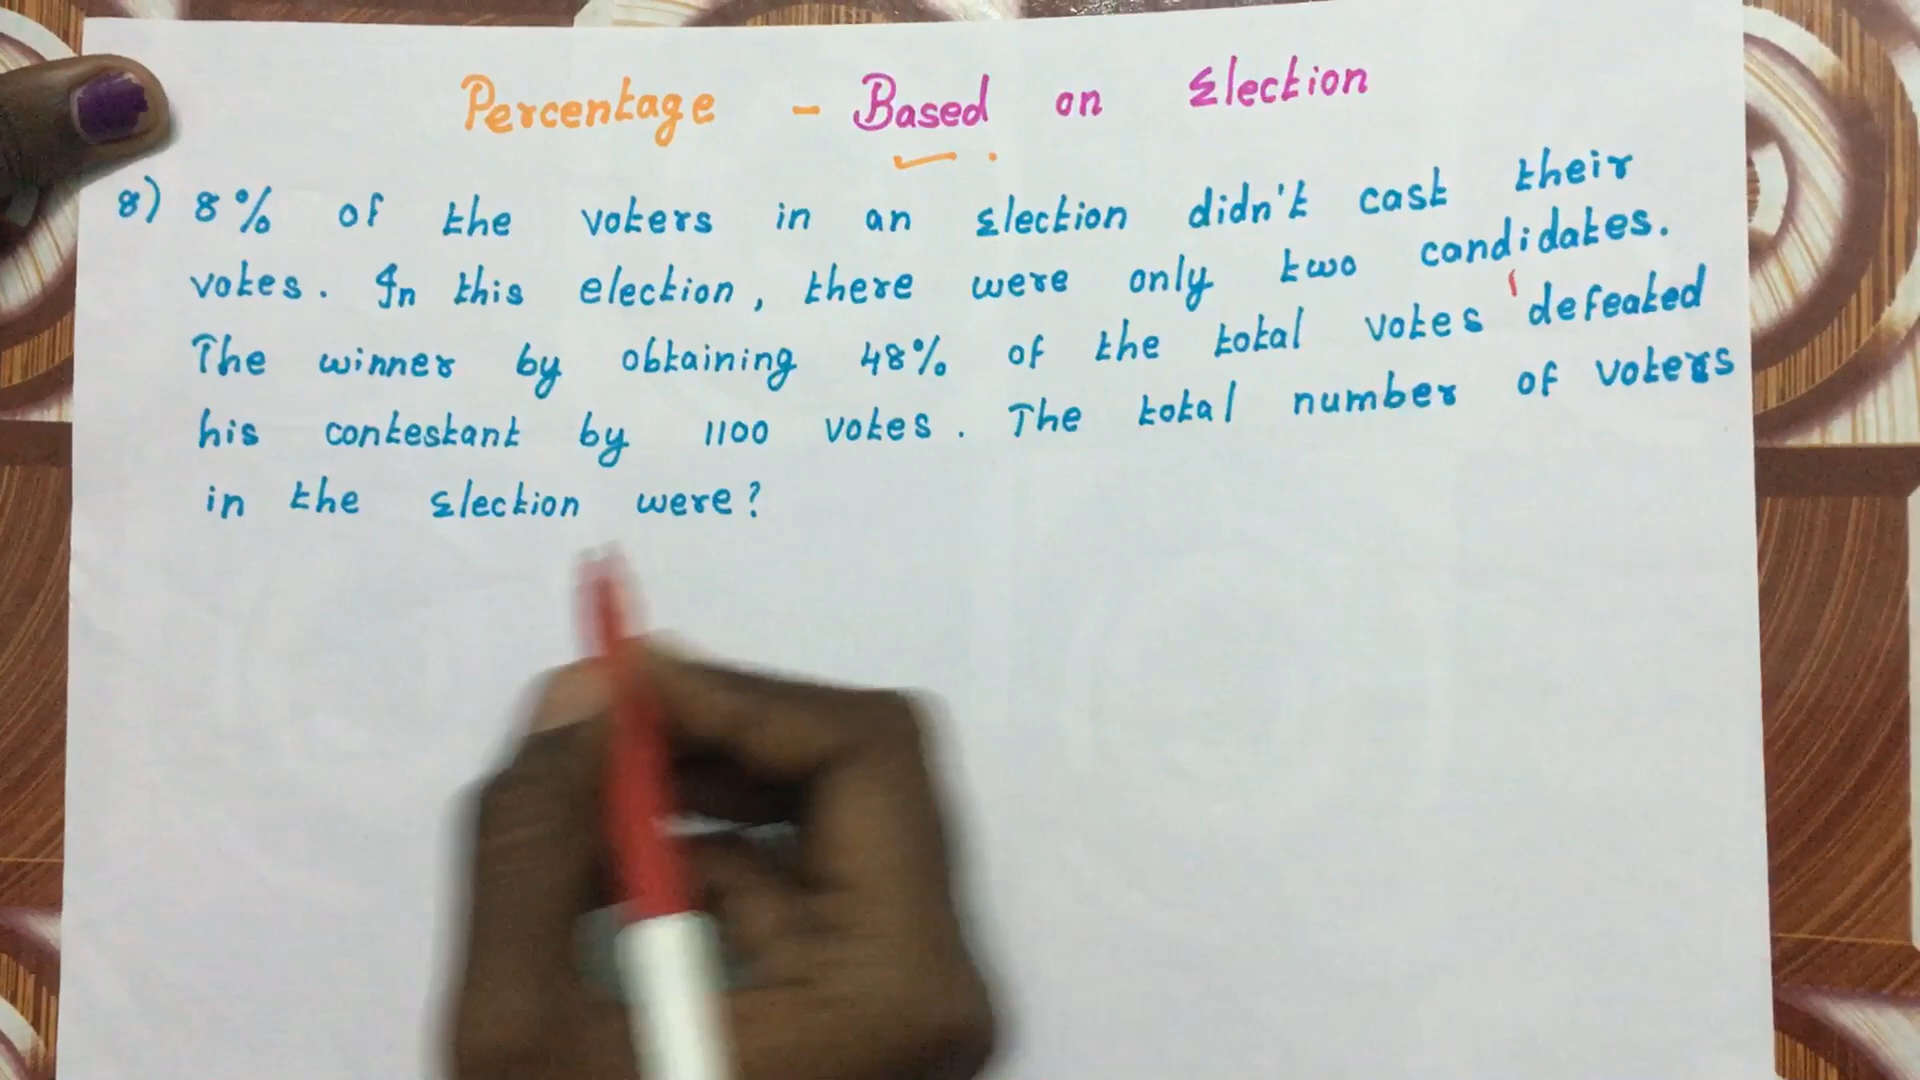 Percentage - Based on Election
8) 8% of the voters in an Election didn't cast their
votes. In this election, there were only two candidates.
The winner by obtaining 48% of the total votes defeated
his contestant by 1100 votes. The total number of voters
in the Election were?